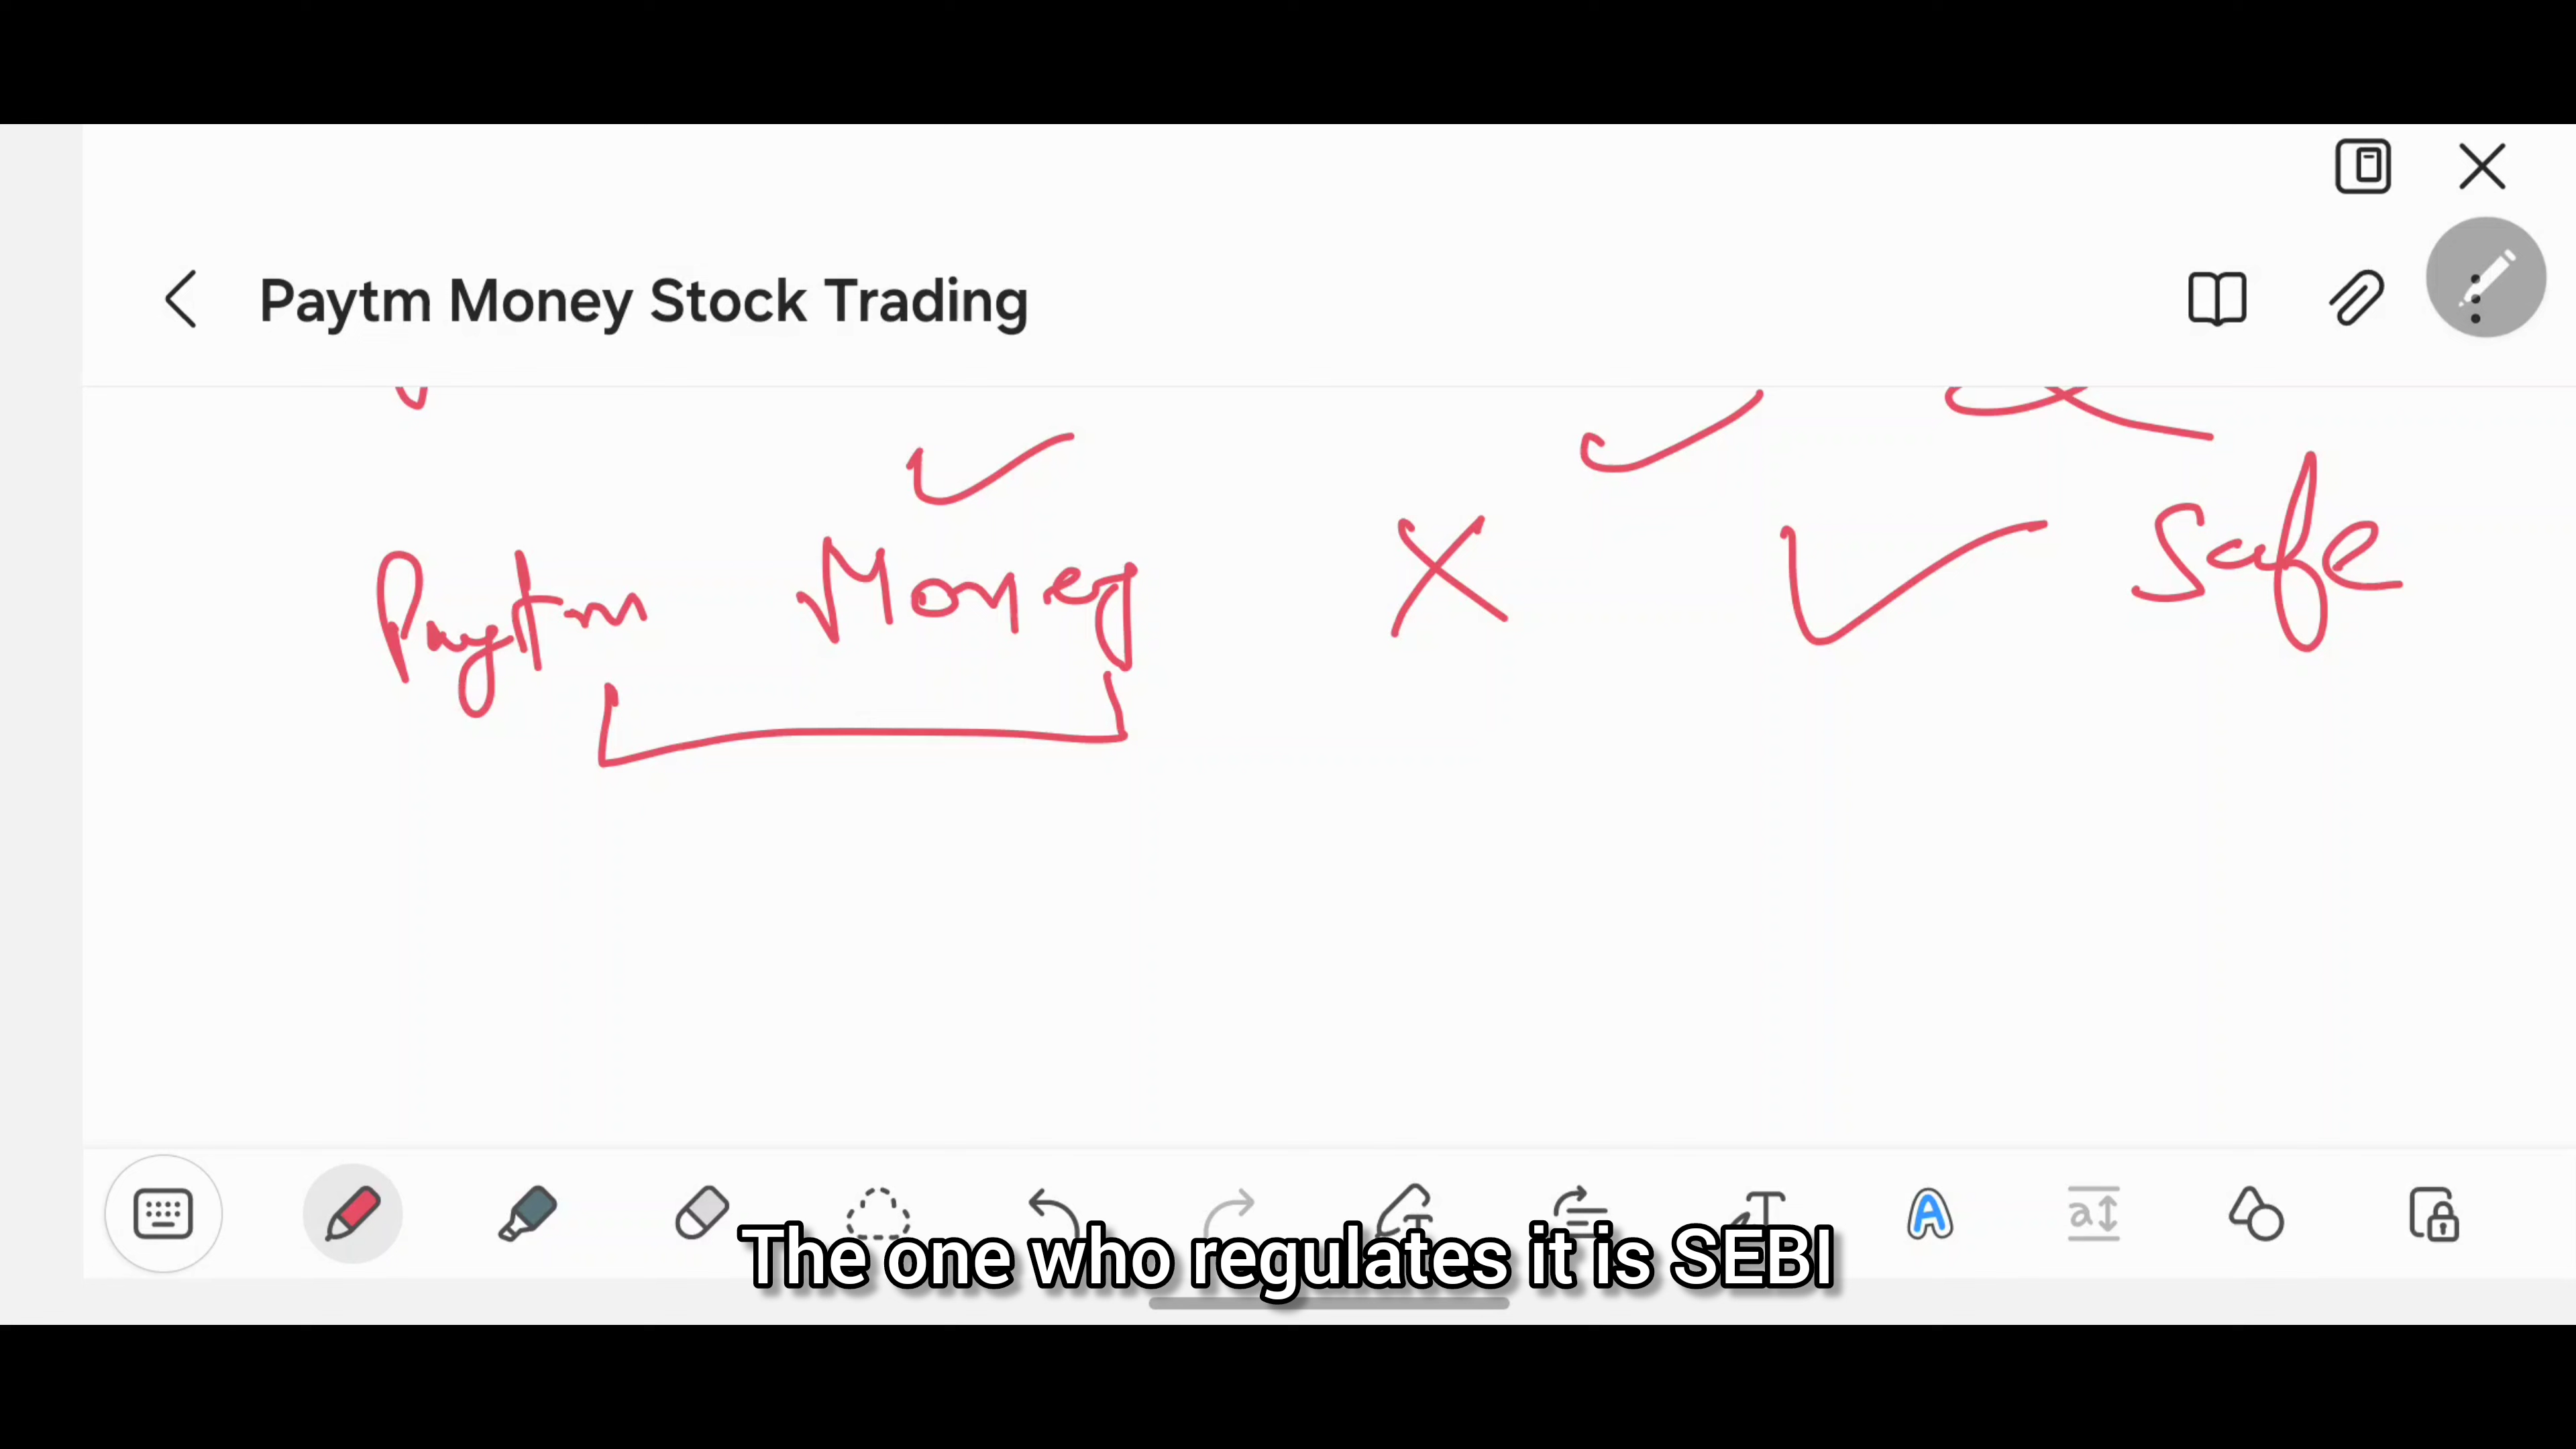 Paytm Money Stock Trading
Paytm Money X Safe
The one who regulates it is SEBI